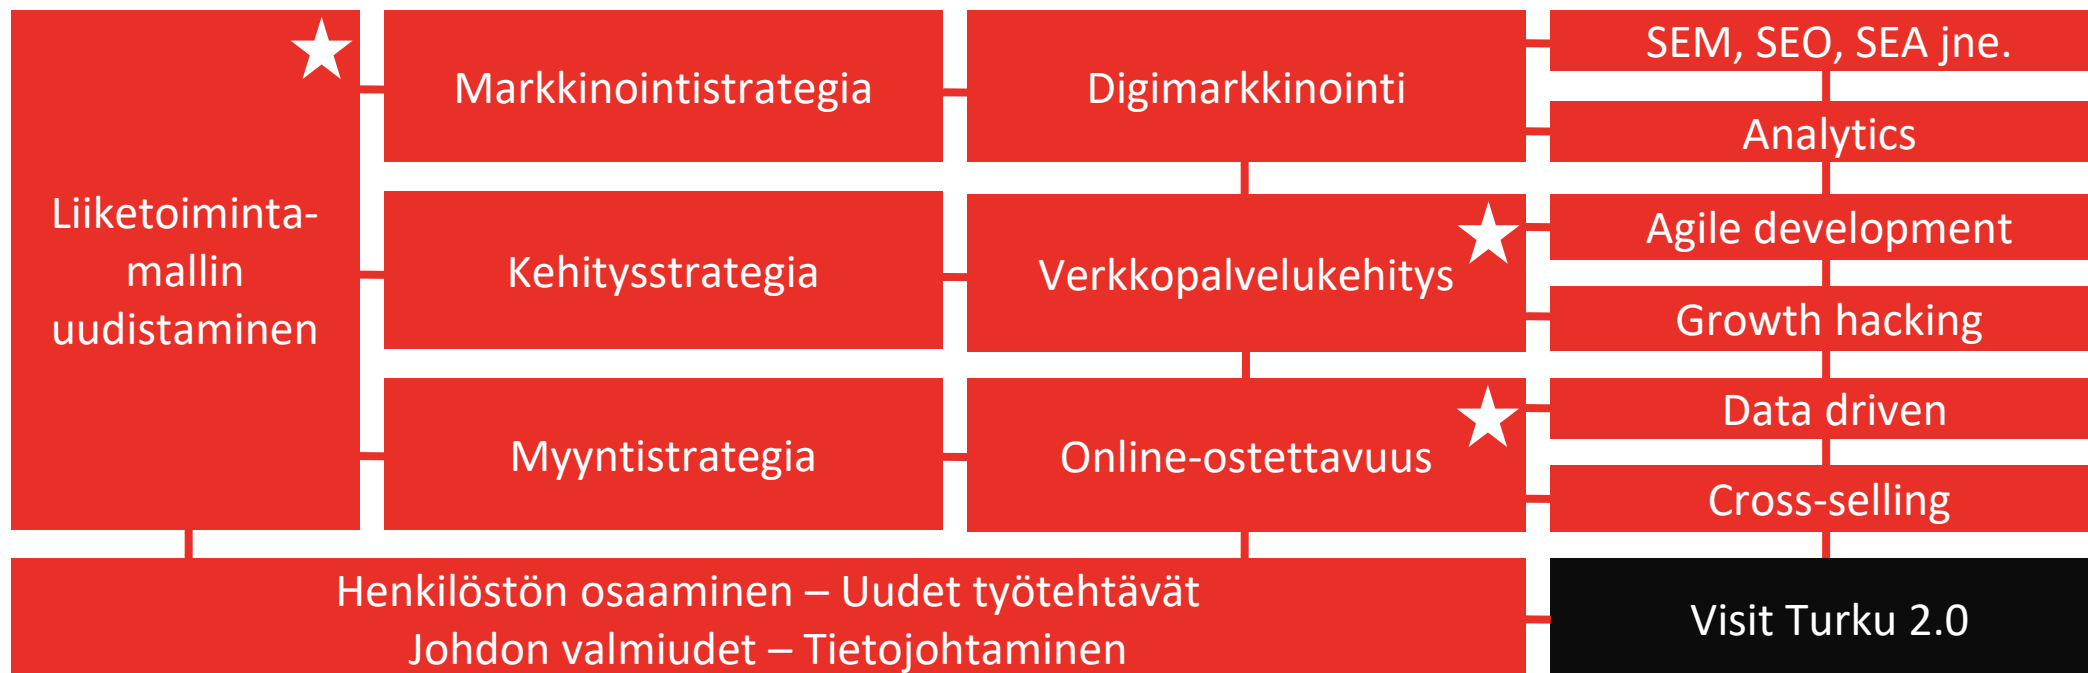 Liiketoiminta-
mallin
uudistaminen
Markkinointistrategia
Kehitysstrategia
Myyntistrategia
Digimarkkinointi
Verkkopalvelukehitys
Online-ostettavuus
SEM, SEO, SEA jne.
Analytics
Agile development
Growth hacking
Data driven
Cross-selling
Henkilöstön osaaminen – Uudet työtehtävät
Johdon valmiudet – Tietojohtaminen
Visit Turku 2.0